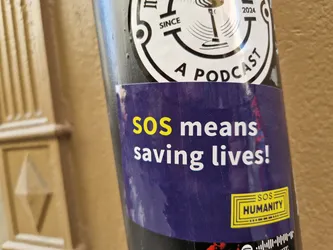 SINCE
2024
A PODCAST
SOS means
saving lives!
SOS
HUMANITY